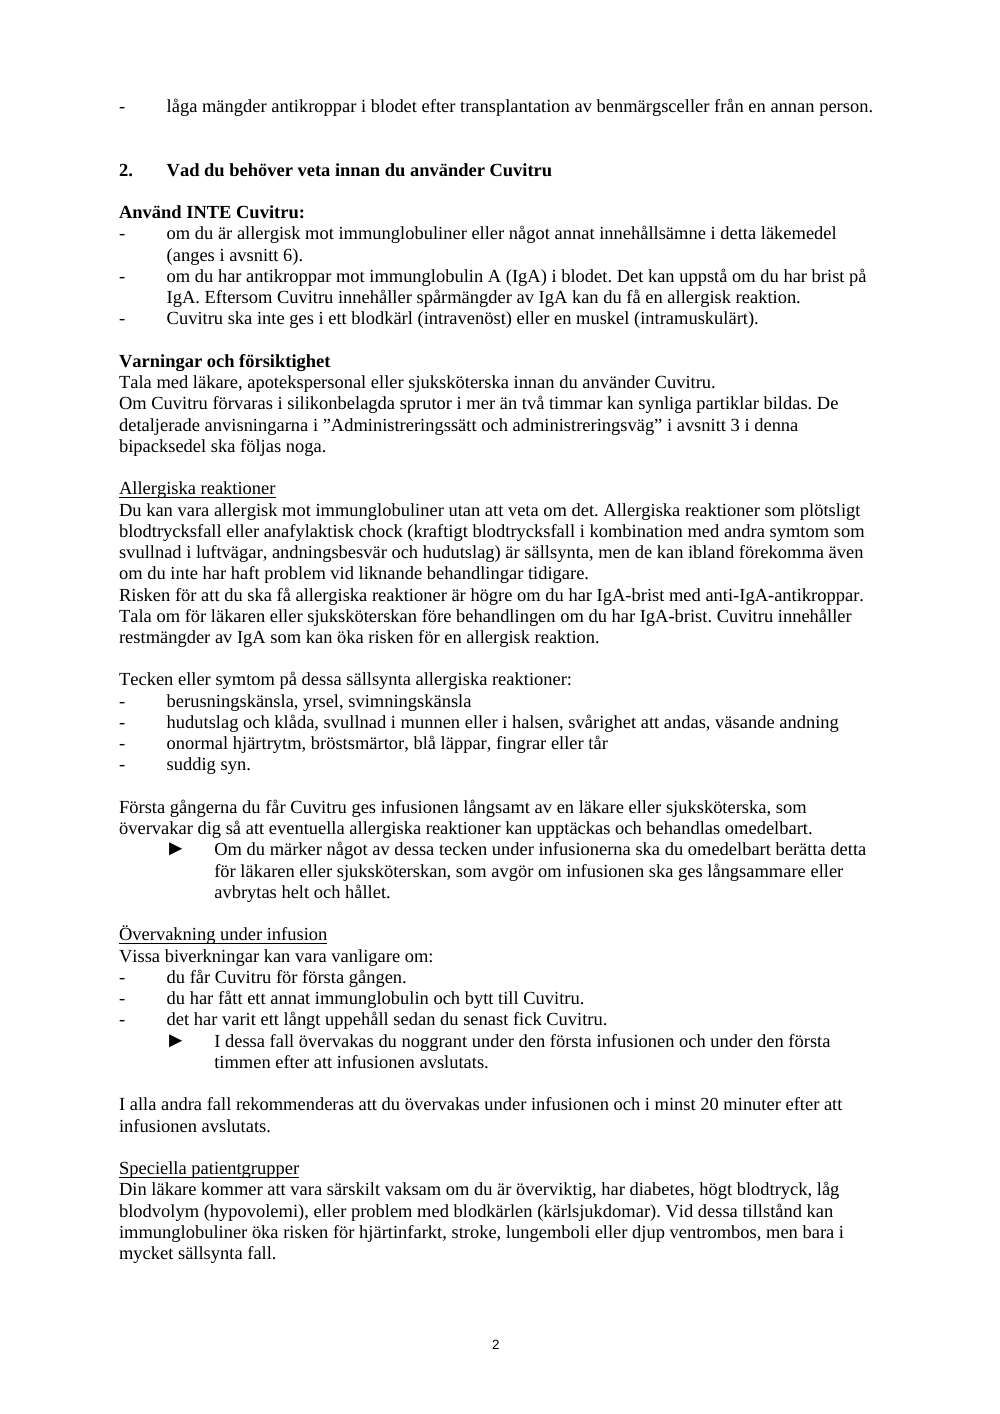 - låga mängder antikroppar i blodet efter transplantation av benmärgsceller från en annan person.
2. Vad du behöver veta innan du använder Cuvitru
Använd INTE Cuvitru:
- om du är allergisk mot immunglobuliner eller något annat innehållsämne i detta läkemedel
(anges i avsnitt 6).
- om du har antikroppar mot immunglobulin A (IgA) i blodet. Det kan uppstå om du har brist på
IgA. Eftersom Cuvitru innehåller spårmängder av IgA kan du få en allergisk reaktion.
- Cuvitru ska inte ges i ett blodkärl (intravenöst) eller en muskel (intramuskulärt).
Varningar och försiktighet
Tala med läkare, apotekspersonal eller sjuksköterska innan du använder Cuvitru.
Om Cuvitru förvaras i silikonbelagda sprutor i mer än två timmar kan synliga partiklar bildas. De
detaljerade anvisningarna i ”Administreringssätt och administreringsväg” i avsnitt 3 i denna
bipacksedel ska följas noga.
Allergiska reaktioner
Du kan vara allergisk mot immunglobuliner utan att veta om det. Allergiska reaktioner som plötsligt
blodtrycksfall eller anafylaktisk chock (kraftigt blodtrycksfall i kombination med andra symtom som
svullnad i luftvägar, andningsbesvär och hudutslag) är sällsynta, men de kan ibland förekomma även
om du inte har haft problem vid liknande behandlingar tidigare.
Risken för att du ska få allergiska reaktioner är högre om du har IgA-brist med anti-IgA-antikroppar.
Tala om för läkaren eller sjuksköterskan före behandlingen om du har IgA-brist. Cuvitru innehåller
restmängder av IgA som kan öka risken för en allergisk reaktion.
Tecken eller symtom på dessa sällsynta allergiska reaktioner:
- berusningskänsla, yrsel, svimningskänsla
- hudutslag och klåda, svullnad i munnen eller i halsen, svårighet att andas, väsande andning
- onormal hjärtrytm, bröstsmärtor, blå läppar, fingrar eller tår
- suddig syn.
Första gångerna du får Cuvitru ges infusionen långsamt av en läkare eller sjuksköterska, som
övervakar dig så att eventuella allergiska reaktioner kan upptäckas och behandlas omedelbart.
► Om du märker något av dessa tecken under infusionerna ska du omedelbart berätta detta
för läkaren eller sjuksköterskan, som avgör om infusionen ska ges långsammare eller
avbrytas helt och hållet.
Övervakning under infusion
Vissa biverkningar kan vara vanligare om:
- du får Cuvitru för första gången.
- du har fått ett annat immunglobulin och bytt till Cuvitru.
- det har varit ett långt uppehåll sedan du senast fick Cuvitru.
► I dessa fall övervakas du noggrant under den första infusionen och under den första
timmen efter att infusionen avslutats.
I alla andra fall rekommenderas att du övervakas under infusionen och i minst 20 minuter efter att
infusionen avslutats.
Speciella patientgrupper
Din läkare kommer att vara särskilt vaksam om du är överviktig, har diabetes, högt blodtryck, låg
blodvolym (hypovolemi), eller problem med blodkärlen (kärlsjukdomar). Vid dessa tillstånd kan
immunglobuliner öka risken för hjärtinfarkt, stroke, lungemboli eller djup ventrombos, men bara i
mycket sällsynta fall.
2